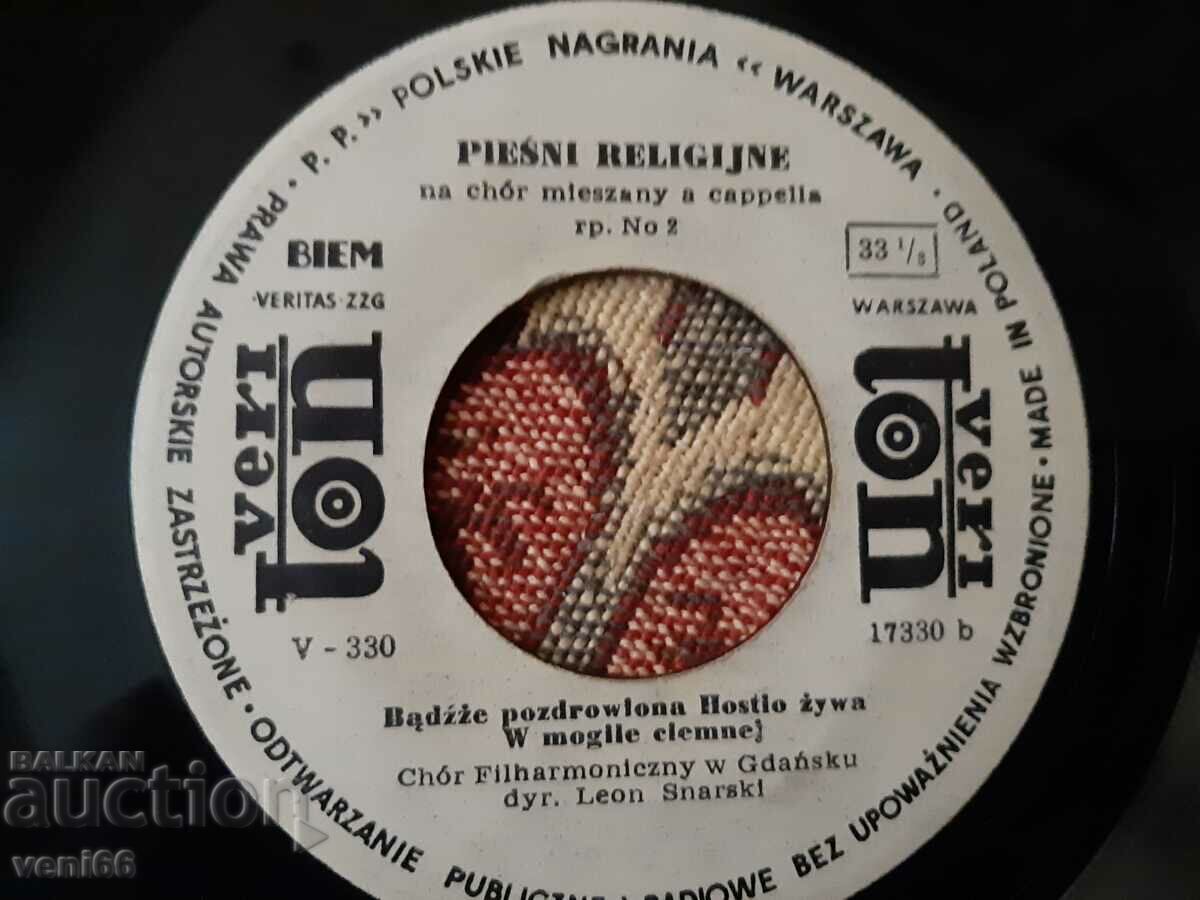 P. P. >> POLSKIE NAGRANIA << WARSZAWA · MADE IN POLAND ·
PRAWA AUTORSKIE ZASTRZEŻONE · ODTWARZANIE PUBLICZNE I RADIOWE BEZ UPOWAŻNIENIA WZBRONIONE ·
PIEŚNI RELIGIJNE
na chór mieszany a cappella
rp. No 2
BIEM
33 1/3
VERITAS ZZG
WARSZAWA
veri
ton
veri
ton
V - 330
17330 b
Bądźże pozdrowiona Hostio żywa
W mogile ciemnej
Chór Filharmoniczny w Gdańsku
dyr. Leon Snarski
BALKAN
auction
veni66